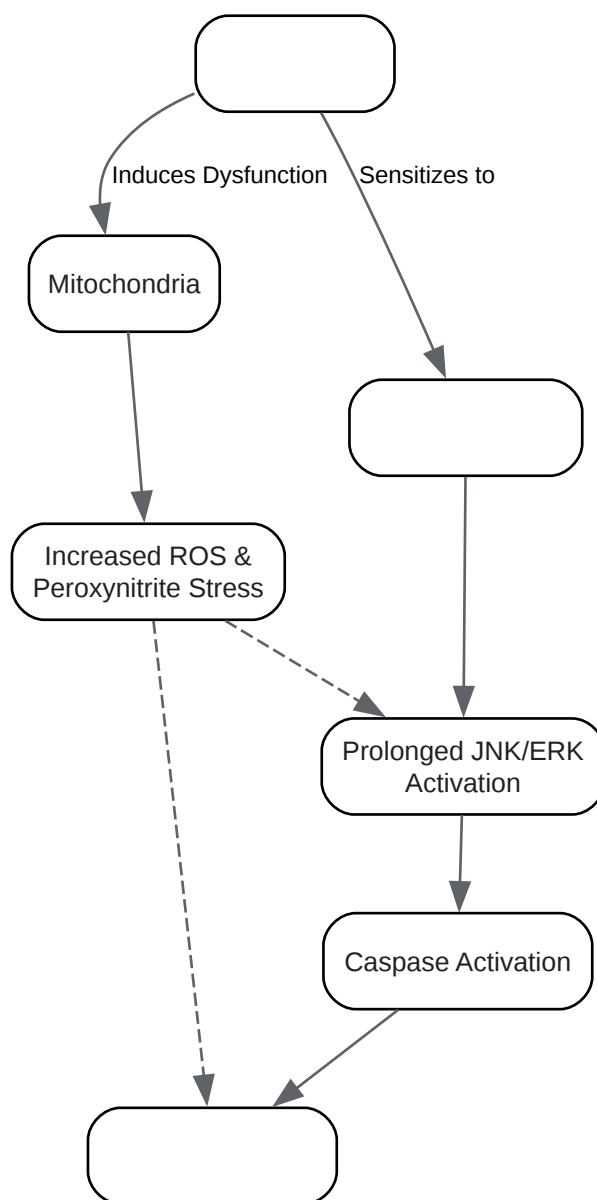 Induces Dysfunction
Sensitizes to
Mitochondria
Increased ROS &
Peroxynitrite Stress
Prolonged JNK/ERK
Activation
Caspase Activation